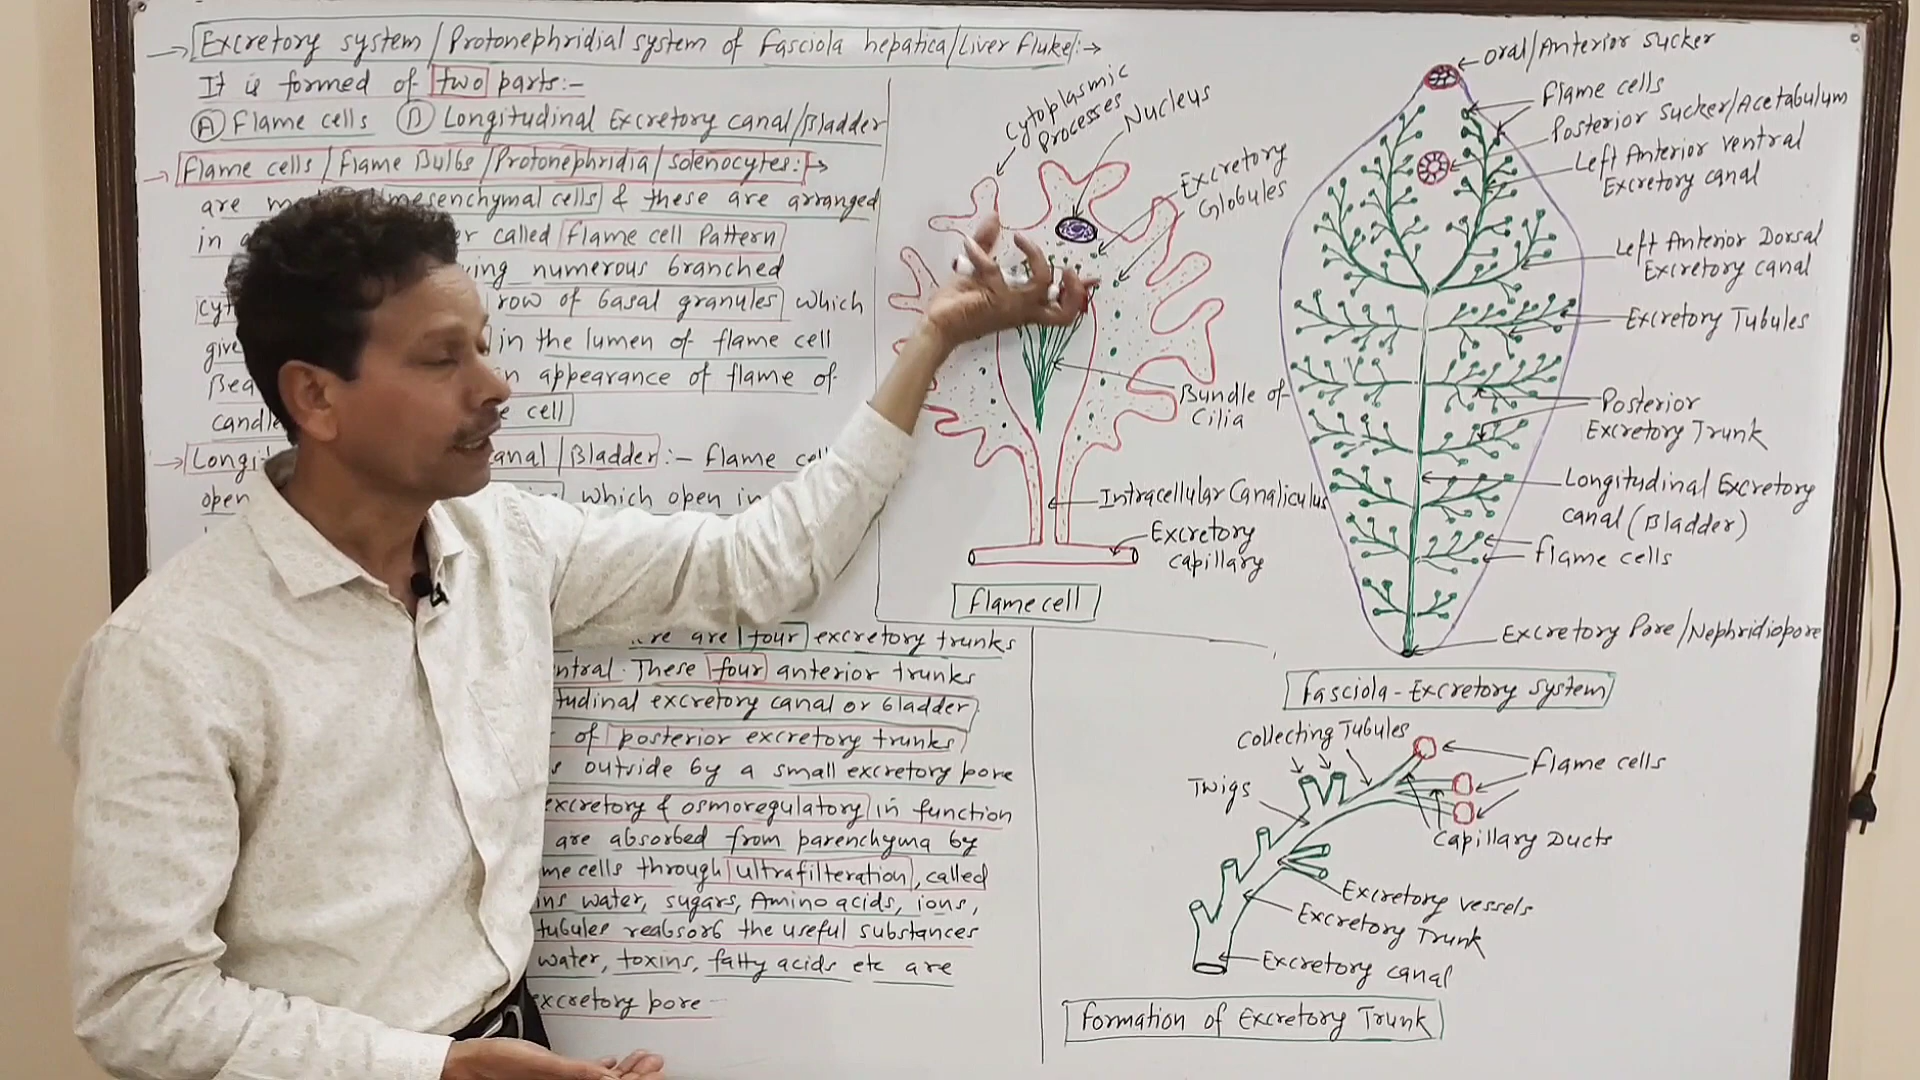 Excretory system/Protonephridial system of Fasciola hepatica/Liver Fluke:→
It is formed of two parts:-
(A) Flame cells (B) Longitudinal Excretory canal/Bladder
Flame cells/Flame Bulbs/Protonephridia/Solenocytes:→
are mesenchymal cells & these are arranged
in called Flame cell Pattern
numerous branched
row of basal granules which
in the lumen of flame cell
appearance of flame of
candle cell
Bladder:- Flame
open which open in
are four excretory trunks
These four anterior trunks
excretory canal or bladder
of posterior excretory trunks
outside by a small excretory pore
excretory & osmoregulatory in function
are absorbed from parenchyma by
cells through ultrafilteration, called
water, sugars, Amino acids, ions,
tubules reabsorb the useful substances
water, toxins, fatty acids etc are
excretory pore
Cytoplasmic
Processes
Nucleus
Excretory
Globules
Bundle of
Cilia
Intracellular Canaliculus
Excretory
Capillary
Flame cell
Oral/Anterior Sucker
Flame cells
Posterior Sucker/Acetabulum
Left Anterior Ventral
Excretory canal
Left Anterior Dorsal
Excretory canal
Excretory Tubules
Posterior
Excretory Trunk
Longitudinal Excretory
canal (Bladder)
Flame cells
Excretory Pore/Nephridiopore
Fasciola-Excretory system
Collecting Tubules
Flame cells
Twigs
Capillary Ducts
Excretory vessels
Excretory Trunk
Excretory canal
Formation of Excretory Trunk